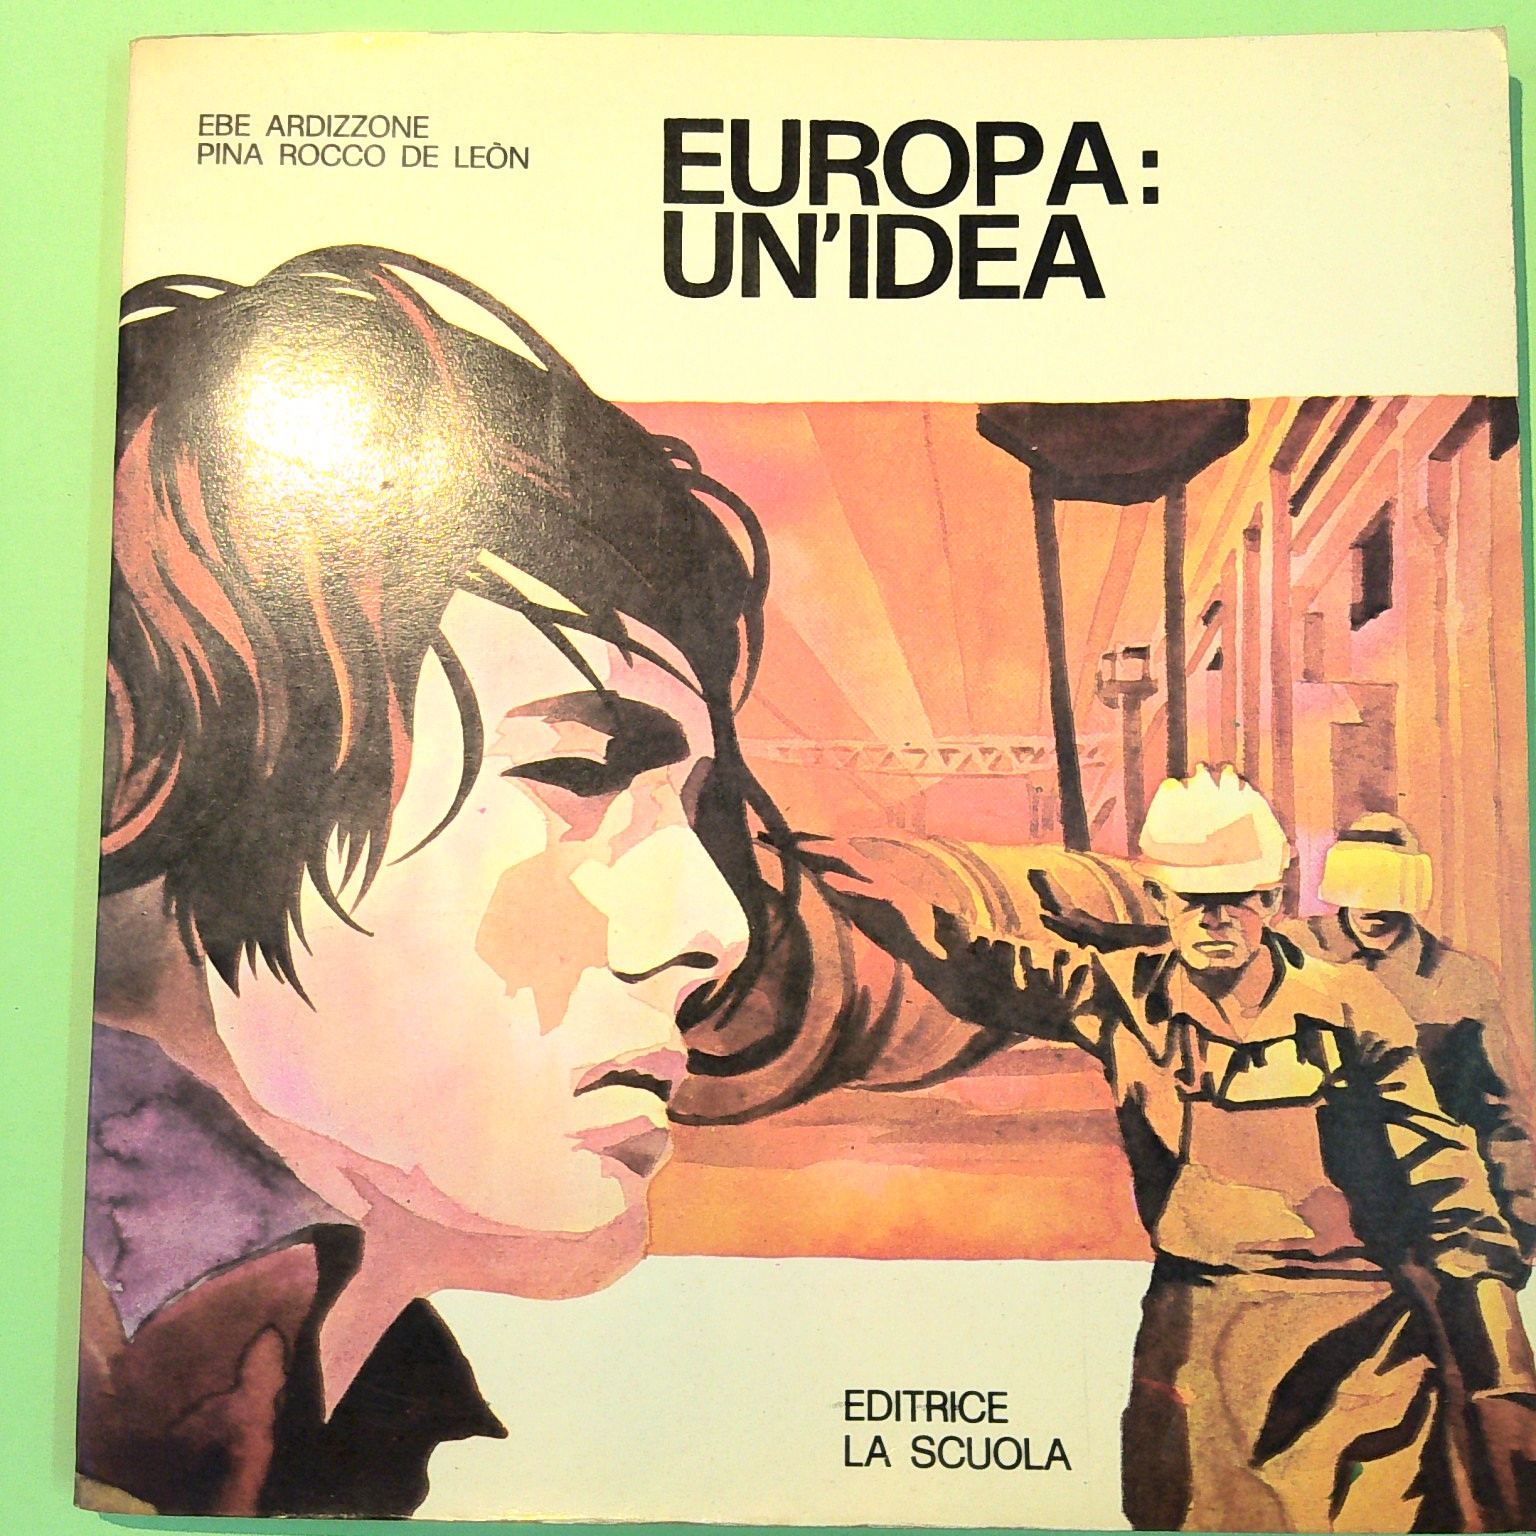 EBE ARDIZZONE
PINA ROCCO DE LEÒN
EUROPA:
UN'IDEA
EDITRICE
LA SCUOLA